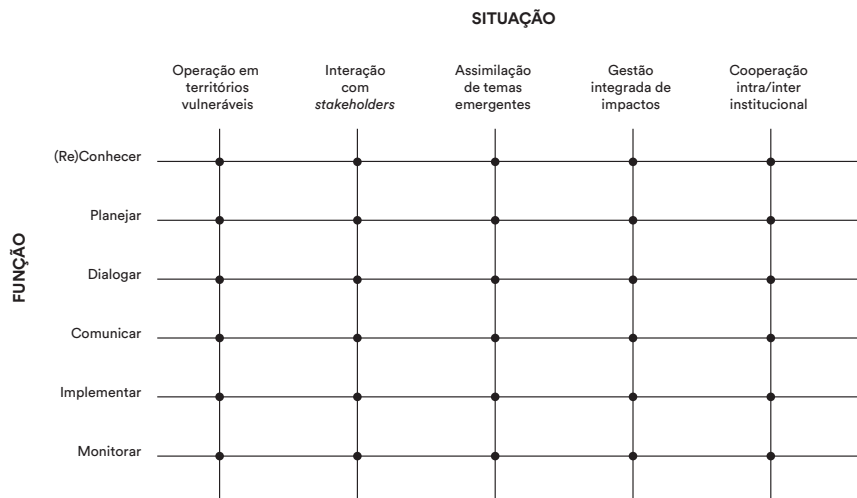 SITUAÇÃO
Operação em
territórios
vulneráveis
Interação
com
stakeholders
Assimilação
de temas
emergentes
Gestão
integrada de
impactos
Cooperação
intra/inter
institucional
FUNÇÃO
(Re)Conhecer
Planejar
Dialogar
Comunicar
Implementar
Monitorar